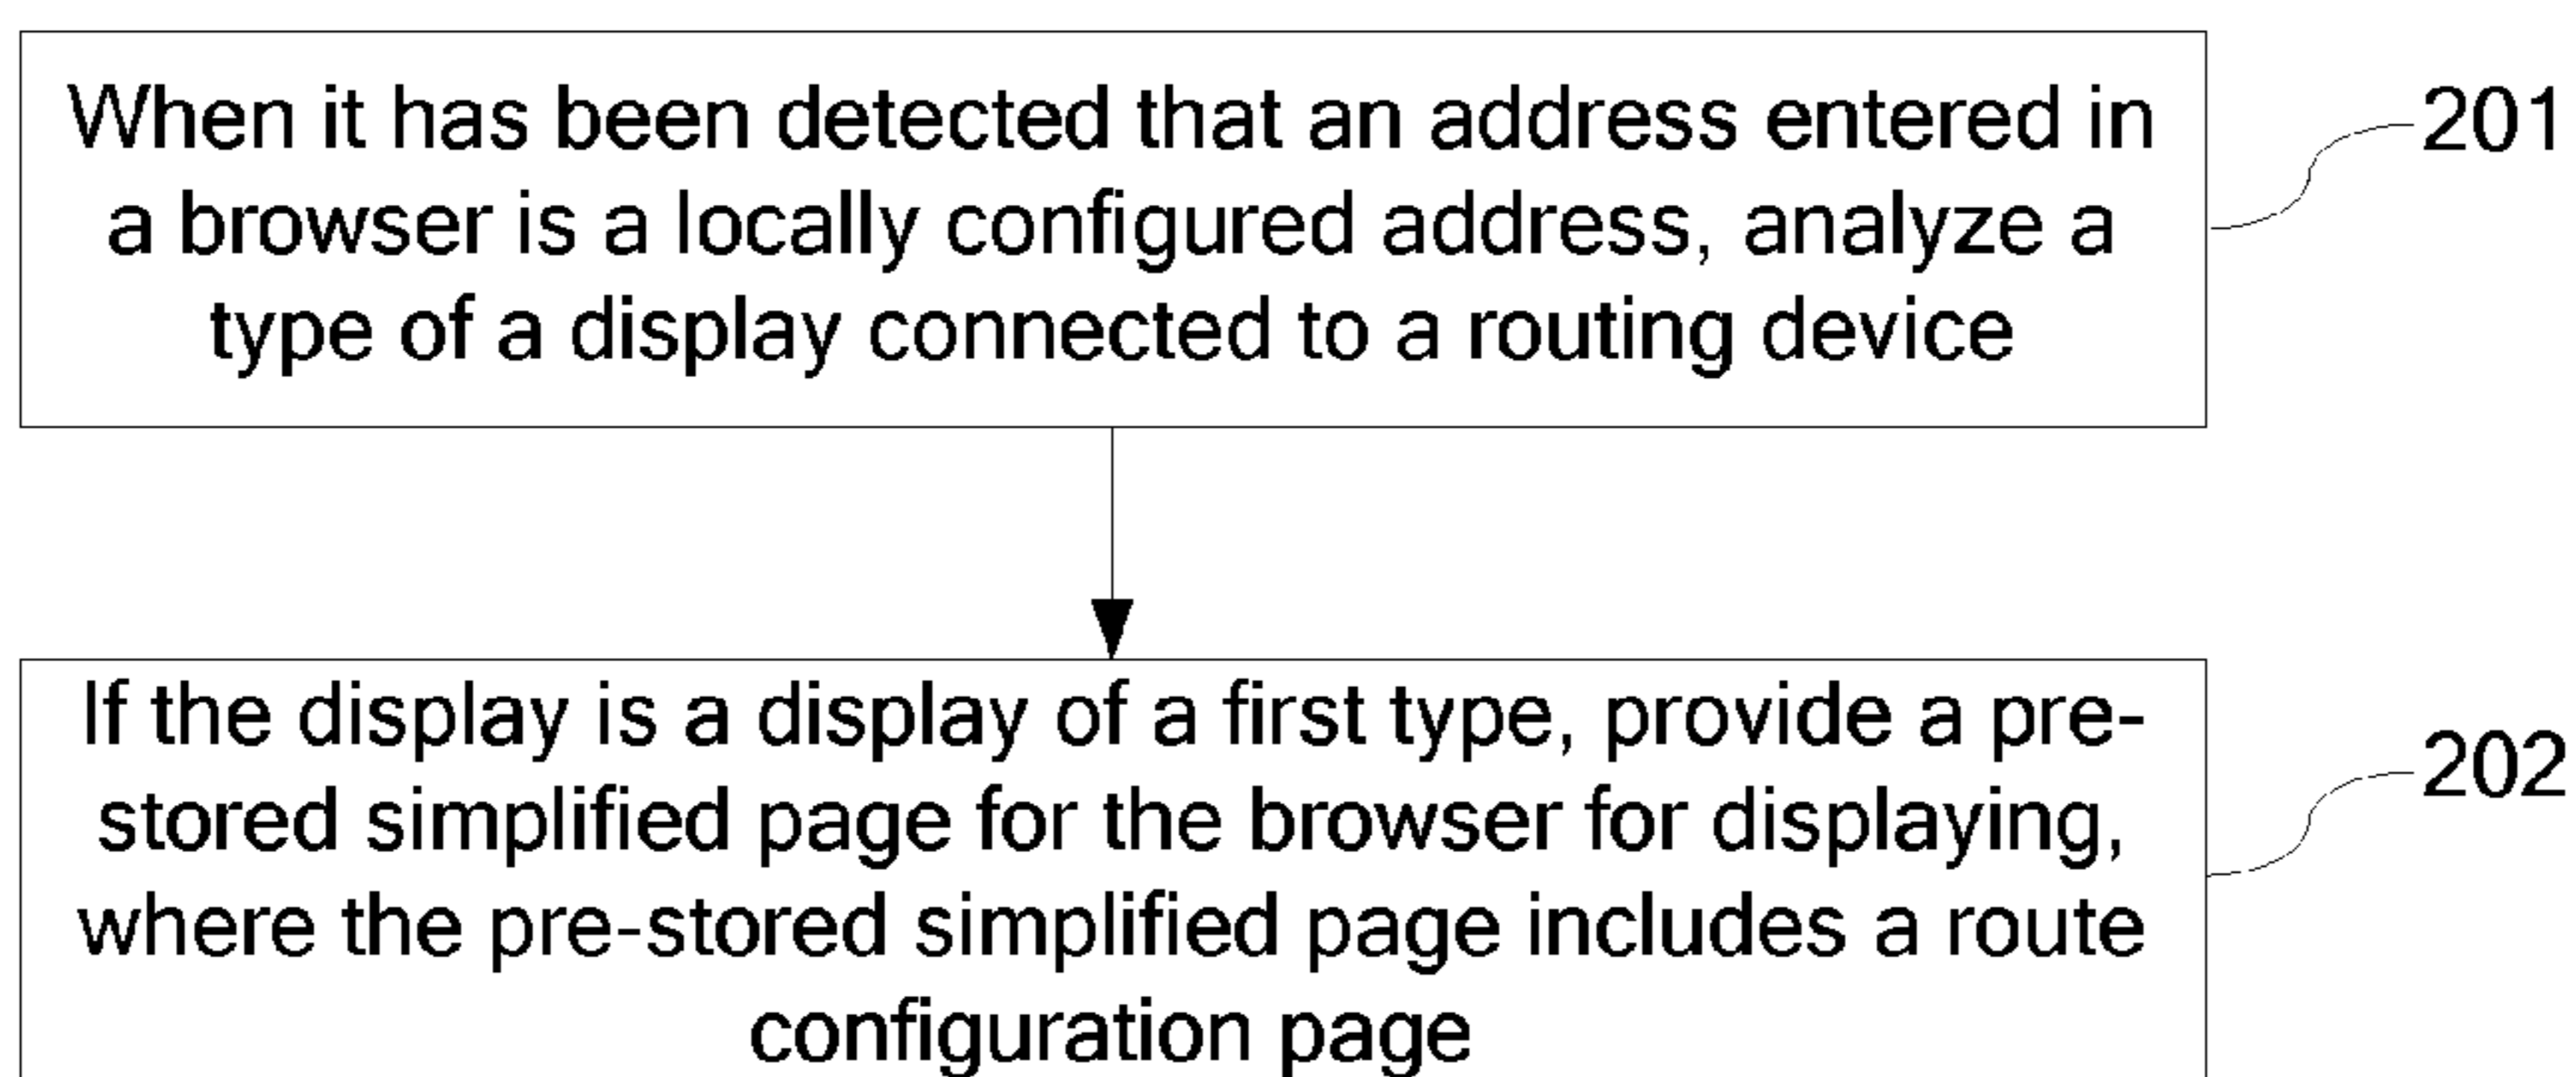 When it has been detected that an address entered in
a browser is a locally configured address, analyze a
type of a display connected to a routing device
201
If the display is a display of a first type, provide a pre-
stored simplified page for the browser for displaying,
where the pre-stored simplified page includes a route
configuration page
202